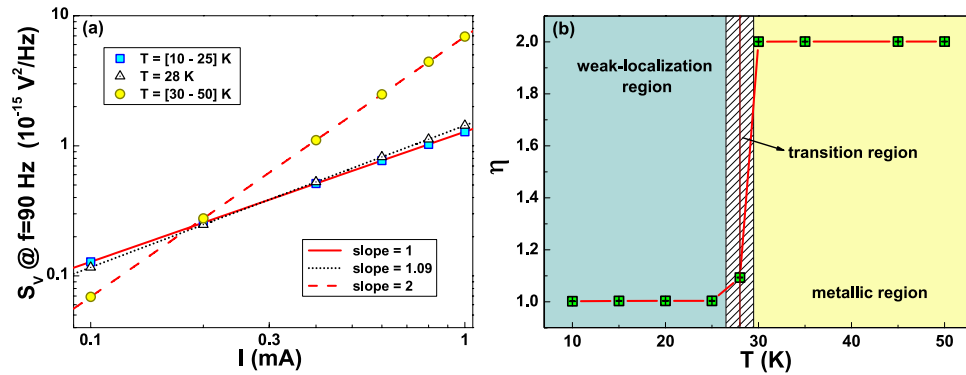 (a)
T = [10 - 25] K
T = 28 K
T = [30 - 50] K
slope = 1
slope = 1.09
slope = 2
10
1
0.1
S_V @ f=90 Hz (10^-15 V^2/Hz)
0.1
0.3
1
I (mA)
(b)
weak-localization
region
transition region
metallic region
2.0
1.8
1.6
1.4
1.2
1.0
η
10
20
30
40
50
T (K)